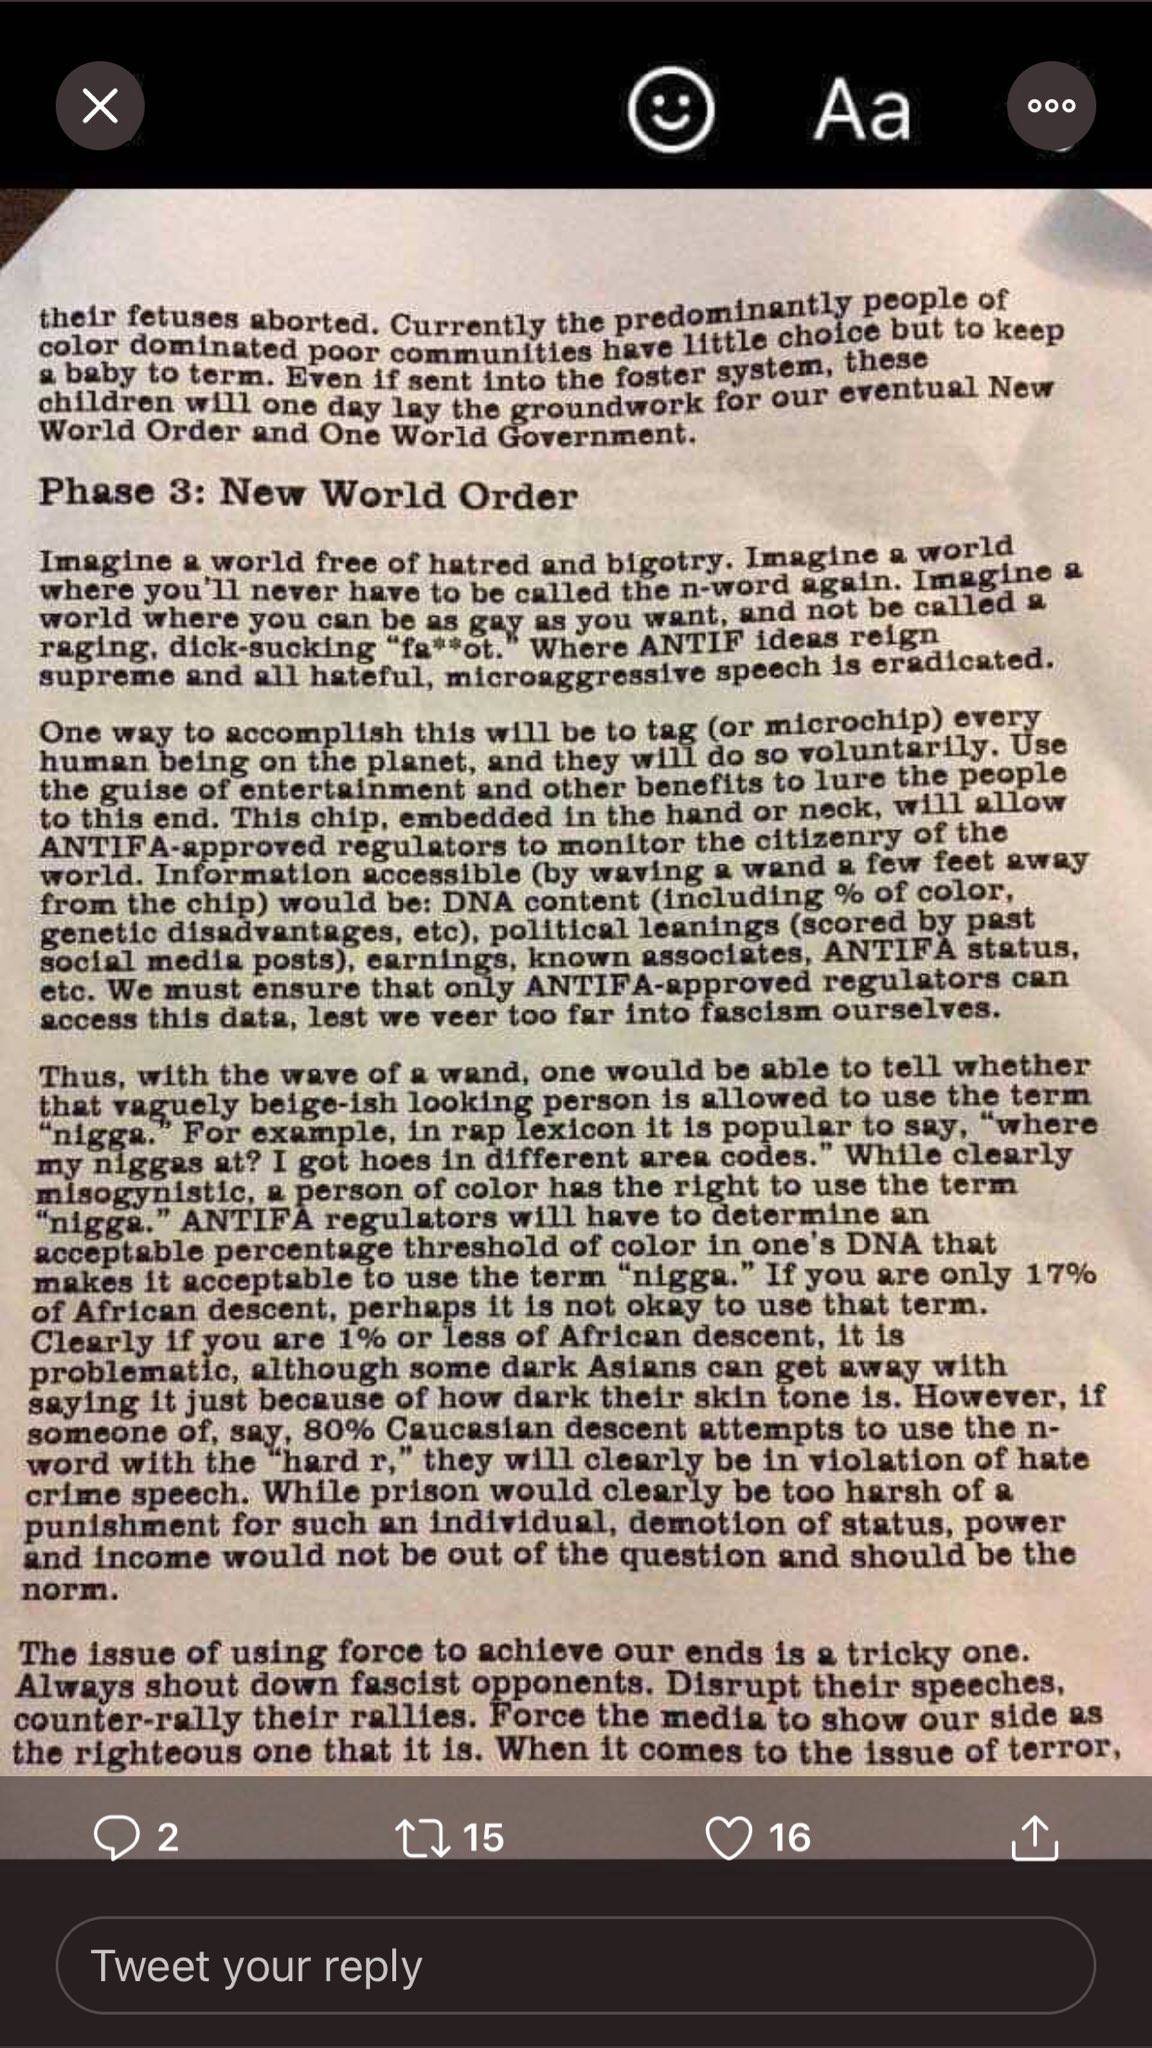 Aa
their fetuses aborted. Currently the predominantly people of
color dominated poor communities have little choice but to keep
a baby to term. Even if sent into the foster system, these
children will one day lay the groundwork for our eventual New
World Order and One World Government.
Phase 3: New World Order
Imagine a world free of hatred and bigotry. Imagine a world
where you'll never have to be called the n-word again. Imagine a
world where you can be as gay as you want, and not be called a
raging, dick-sucking “fa**ot.” Where ANTIF ideas reign
supreme and all hateful, microaggressive speech is eradicated.
One way to accomplish this will be to tag (or microchip) every
human being on the planet, and they will do so voluntarily. Use
the guise of entertainment and other benefits to lure the people
to this end. This chip, embedded in the hand or neck, will allow
ANTIFA-approved regulators to monitor the citizenry of the
world. Information accessible (by waving a wand a few feet away
from the chip) would be: DNA content (including % of color,
genetic disadvantages, etc), political leanings (scored by past
social media posts), earnings, known associates, ANTIFA status,
etc. We must ensure that only ANTIFA-approved regulators can
access this data, lest we veer too far into fascism ourselves.
Thus, with the wave of a wand, one would be able to tell whether
that vaguely beige-ish looking person is allowed to use the term
“nigga.” For example, in rap lexicon it is popular to say, “where
my niggas at? I got hoes in different area codes.” While clearly
misogynistic, a person of color has the right to use the term
“nigga.” ANTIFA regulators will have to determine an
acceptable percentage threshold of color in one's DNA that
makes it acceptable to use the term “nigga.” If you are only 17%
of African descent, perhaps it is not okay to use that term.
Clearly if you are 1% or less of African descent, it is
problematic, although some dark Asians can get away with
saying it just because of how dark their skin tone is. However, if
someone of, say, 80% Caucasian descent attempts to use the n-
word with the “hard r,” they will clearly be in violation of hate
crime speech. While prison would clearly be too harsh of a
punishment for such an individual, demotion of status, power
and income would not be out of the question and should be the
norm.
The issue of using force to achieve our ends is a tricky one.
Always shout down fascist opponents. Disrupt their speeches,
counter-rally their rallies. Force the media to show our side as
the righteous one that it is. When it comes to the issue of terror,
2 15 16
Tweet your reply